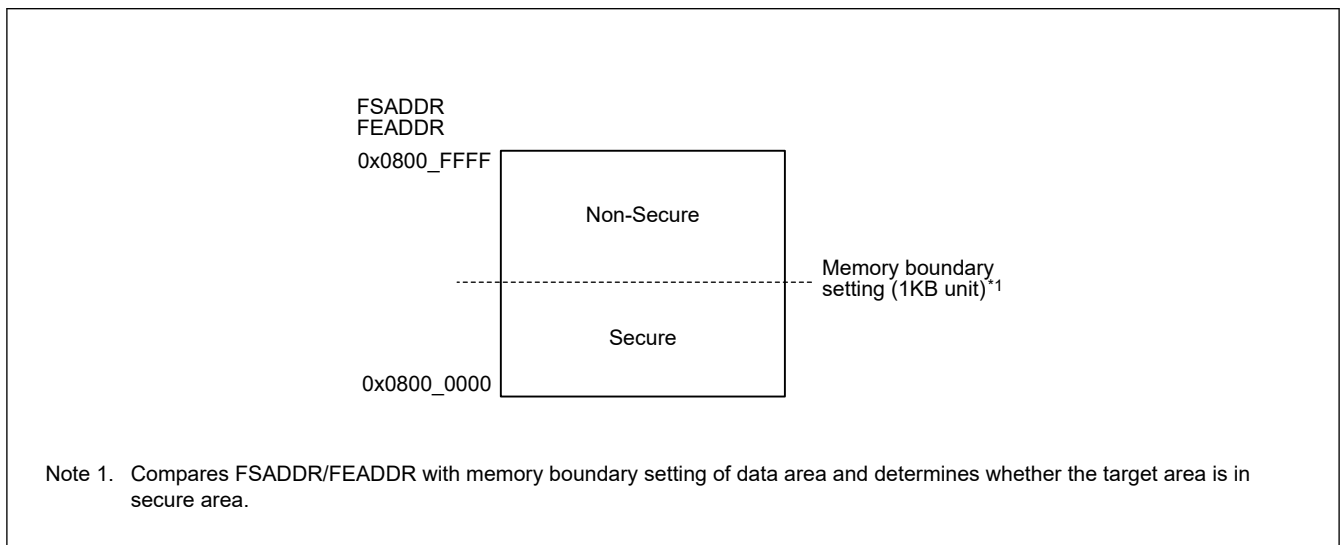 FSADDR
FEADDR
0x0800_FFFF
Non-Secure
Memory boundary
setting (1KB unit)*1
Secure
0x0800_0000
Note 1. Compares FSADDR/FEADDR with memory boundary setting of data area and determines whether the target area is in
secure area.